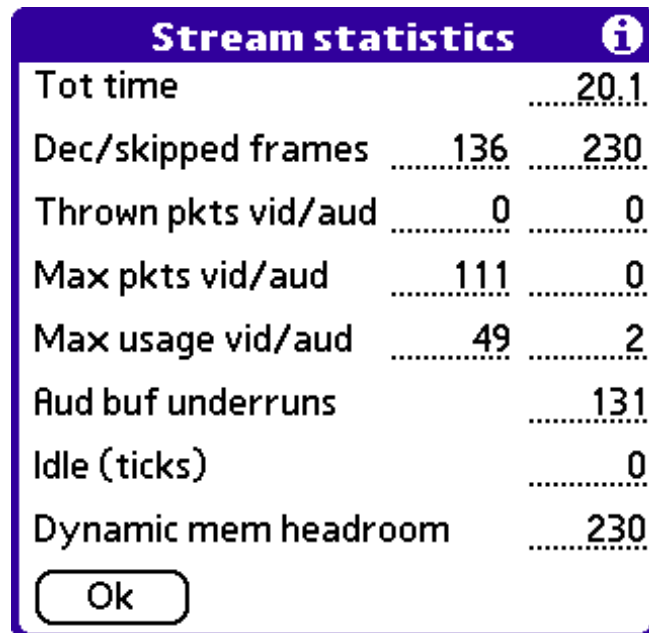 Stream statistics i
Tot time 20.1
Dec/skipped frames 136 230
Thrown pkts vid/aud 0 0
Max pkts vid/aud 111 0
Max usage vid/aud 49 2
Aud buf underruns 131
Idle (ticks) 0
Dynamic mem headroom 230
Ok